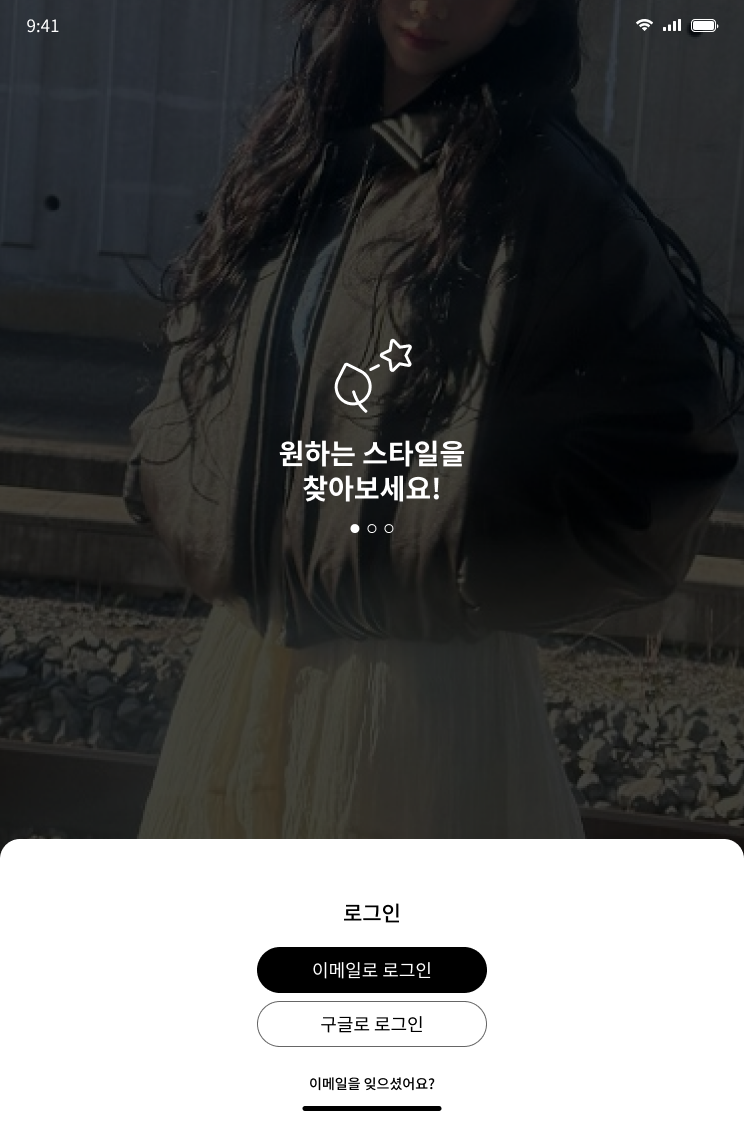 9:41
원하는 스타일을
찾아보세요!
로그인
이메일로 로그인
구글로 로그인
이메일을 잊으셨어요?